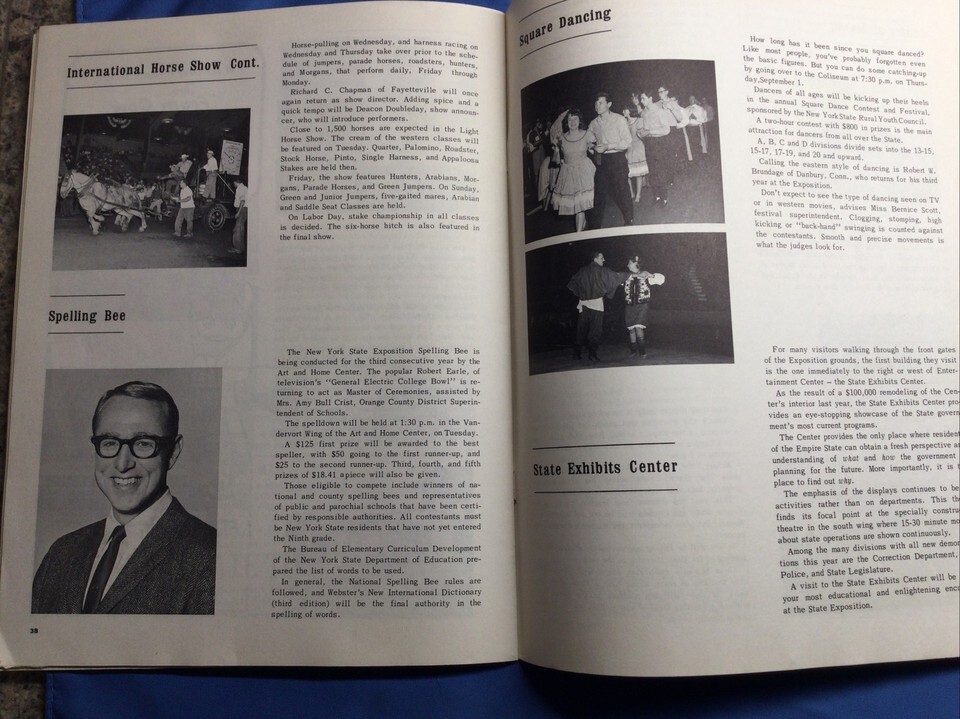 International Horse Show Cont.
Horse-pulling on Wednesday, and harness racing on
Wednesday and Thursday take over prior to the sche-
dule of jumpers, parade horses, roadsters, hunters,
and Morgans, that perform daily, Friday through
Monday.
Richard C. Chapman of Fayetteville will once
again return as show director. Adding spice and a
quick tempo will be Deacon Doubleday, show announ-
cer, who will introduce performers.
Close to 1,500 horses are expected in the Light
Horse Show. The cream of the western classes will
be featured on Tuesday. Quarter, Palomino, Roadster,
Stock Horse, Pinto, Single Harness, and Appaloosa
Stakes are held then.
Friday, the show features Hunters, Arabians, Mor-
gans, Parade Horses, and Green Jumpers. On Sunday,
Green and Junior Jumpers, five-gaited mares, Arabian
and Saddle Seat Classes are held.
On Labor Day, stake championship in all classes
is decided. The six-horse hitch is also featured in
the final show.
Spelling Bee
The New York State Exposition Spelling Bee is
being conducted for the third consecutive year by the
Art and Home Center. The popular Robert Earle, of
television's "General Electric College Bowl" is re-
turning to act as Master of Ceremonies, assisted by
Mrs. Amy Bull Crist, Orange County District Superin-
tendent of Schools.
The spelldown will be held at 1:30 p.m. in the Van-
dervort Wing of the Art and Home Center, on Tuesday.
A $125 first prize will be awarded to the best
speller, with $50 going to the first runner-up, and
$25 to the second runner-up. Third, fourth, and fifth
prizes of $18.41 apiece will also be given.
Those eligible to compete include winners of na-
tional and county spelling bees and representatives
of public and parochial schools that have been certi-
fied by responsible authorities. All contestants must
be New York State residents that have not yet entered
the Ninth grade.
The Bureau of Elementary Curriculum Development
of the New York State Department of Education pre-
pared the list of words to be used.
In general, the National Spelling Bee rules are
followed, and Webster's New International Dictionary
(third edition) will be the final authority in the
spelling of words.
38
Square Dancing
How long has it been since you square danced?
Like most people, you've probably forgotten even
the basic figures. But you can do some catching-up
by going over to the Coliseum at 7:30 p.m. on Thurs-
day, September 1.
Dancers of all ages will be kicking up their heels
in the annual Square Dance Contest and Festival,
sponsored by the New York State Rural Youth Council.
A two-hour contest with $800 in prizes is the main
attraction for dancers from all over the State.
A, B, C and D divisions divide sets into the 13-15,
15-17, 17-19, and 20 and upward.
Calling the eastern style of dancing is Robert W.
Brundage of Danbury, Conn., who returns for his third
year at the Exposition.
Don't expect to see the type of dancing seen on TV
or in western movies, advises Miss Bernice Scott,
festival superintendent. Clogging, stomping, high
kicking or "back-hand" swinging is counted against
the contestants. Smooth and precise movements is
what the judges look for.
State Exhibits Center
For many visitors walking through the front gates
of the Exposition grounds, the first building they visit
is the one immediately to the right or west of Enter-
tainment Center — the State Exhibits Center.
As the result of a $100,000 remodeling of the Cen-
ter's interior last year, the State Exhibits Center pro-
vides an eye-stopping showcase of the State govern
ment's most current programs.
The Center provides the only place where resident
of the Empire State can obtain a fresh perspective a
understanding of what and how the government
planning for the future. More importantly, it is
place to find out why.
The emphasis of the displays continues to be
activities rather than on departments. This th
finds its focal point at the specially constru
theatre in the south wing where 15-30 minute mo
about state operations are shown continuously.
Among the many divisions with all new demon
tions this year are the Correction Department,
Police, and State Legislature.
A visit to the State Exhibits Center will be
your most educational and enlightening enco
at the State Exposition.